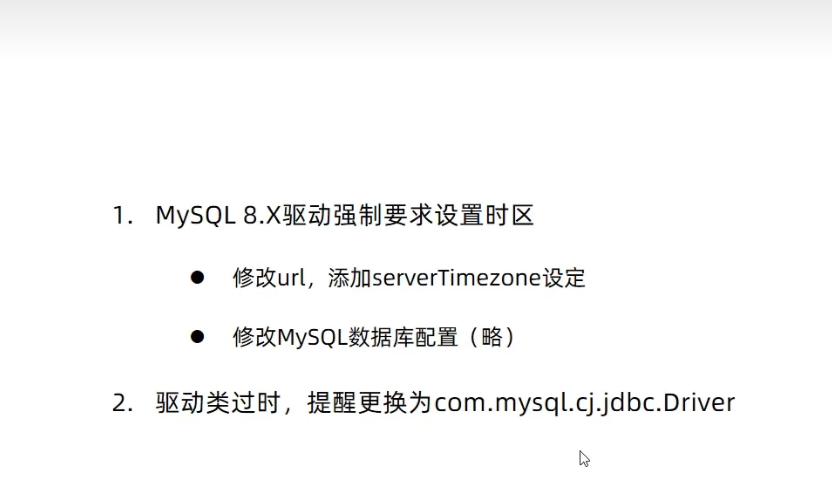 1. MySQL 8.X驱动强制要求设置时区
● 修改url，添加serverTimezone设定
● 修改MySQL数据库配置（略）
2. 驱动类过时，提醒更换为com.mysql.cj.jdbc.Driver